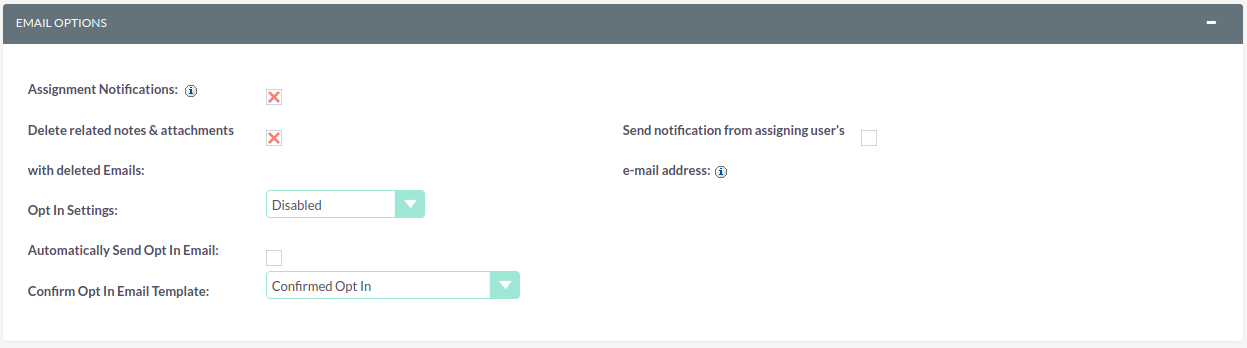 EMAIL OPTIONS
Assignment Notifications:
Delete related notes & attachments
with deleted Emails:
Send notification from assigning user's
e-mail address:
Opt In Settings:
Disabled
Automatically Send Opt In Email:
Confirm Opt In Email Template:
Confirmed Opt In